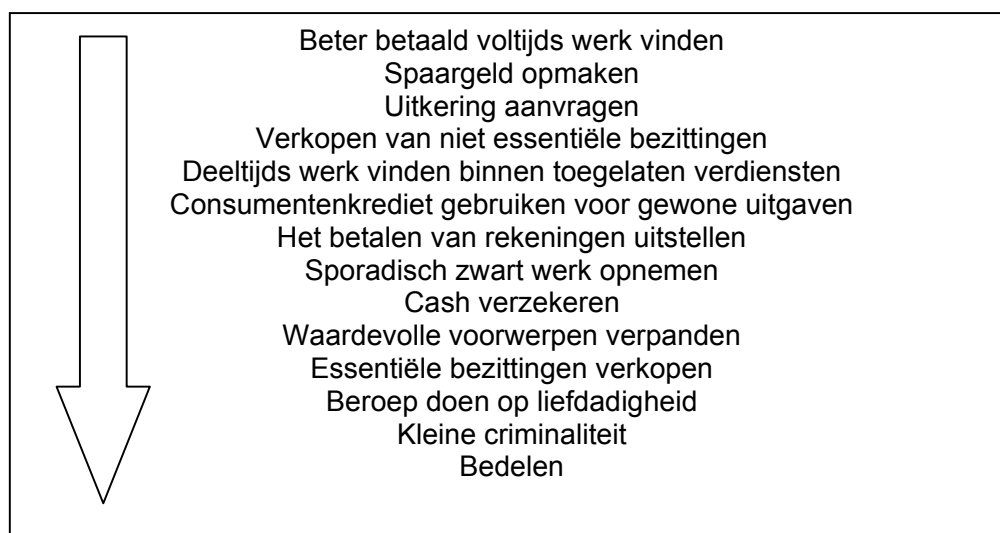 Beter betaald voltijds werk vinden
Spaargeld opmaken
Uitkering aanvragen
Verkopen van niet essentiële bezittingen
Deeltijds werk vinden binnen toegelaten verdiensten
Consumentenkrediet gebruiken voor gewone uitgaven
Het betalen van rekeningen uitstellen
Sporadisch zwart werk opnemen
Cash verzekeren
Waardevolle voorwerpen verpanden
Essentiële bezittingen verkopen
Beroep doen op liefdadigheid
Kleine criminaliteit
Bedelen